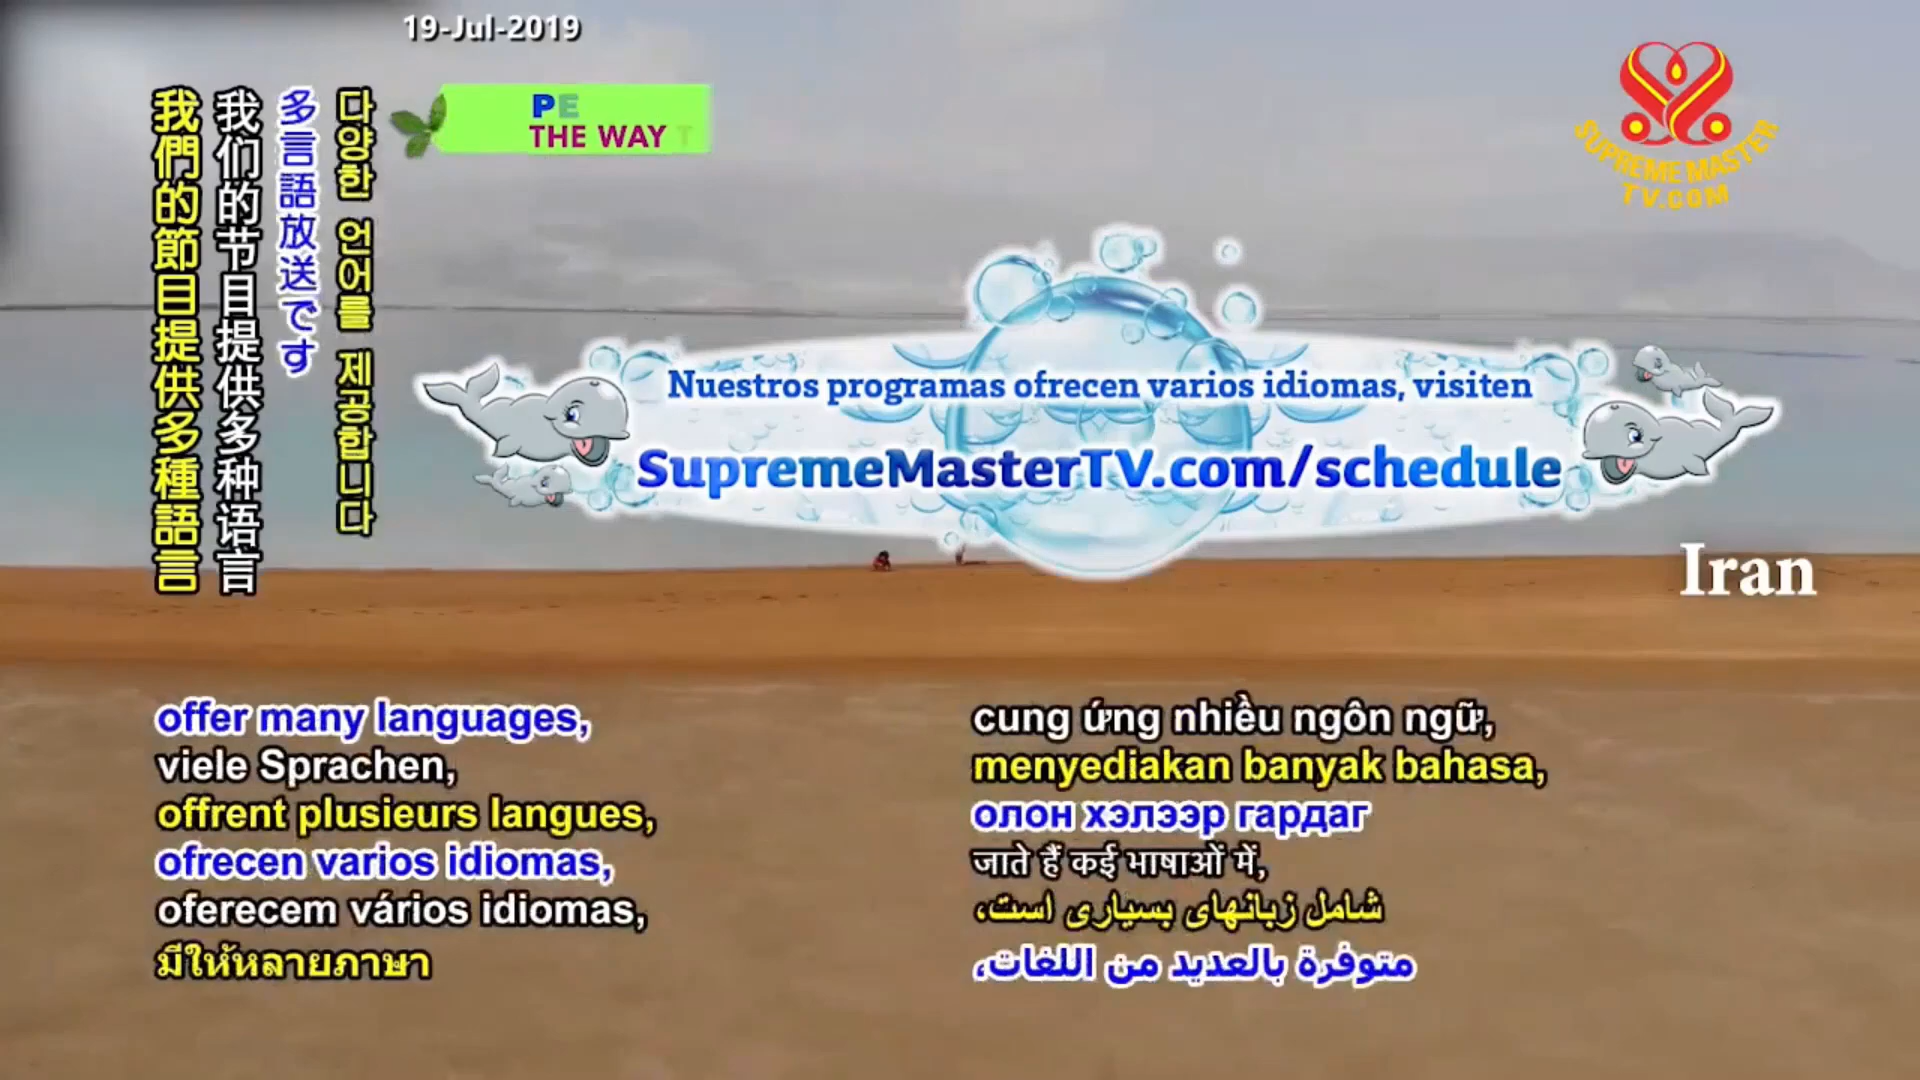 19-Jul-2019
PE
THE WAY T
SUPREME MASTER
TV.COM
我們的節目提供多種語言
我们的节目提供多种语言
多言語放送です
다양한 언어를 제공합니다
Nuestros programas ofrecen varios idiomas, visiten
SupremeMasterTV.com/schedule
Iran
offer many languages,
viele Sprachen,
offrent plusieurs langues,
ofrecen varios idiomas,
oferecem vários idiomas,
มีให้หลายภาษา
cung ứng nhiều ngôn ngữ,
menyediakan banyak bahasa,
олон хэлээр гардаг
जाते हैं कई भाषाओं में,
شامل زبانهای بسیاری است،
متوفرة بالعديد من اللغات،